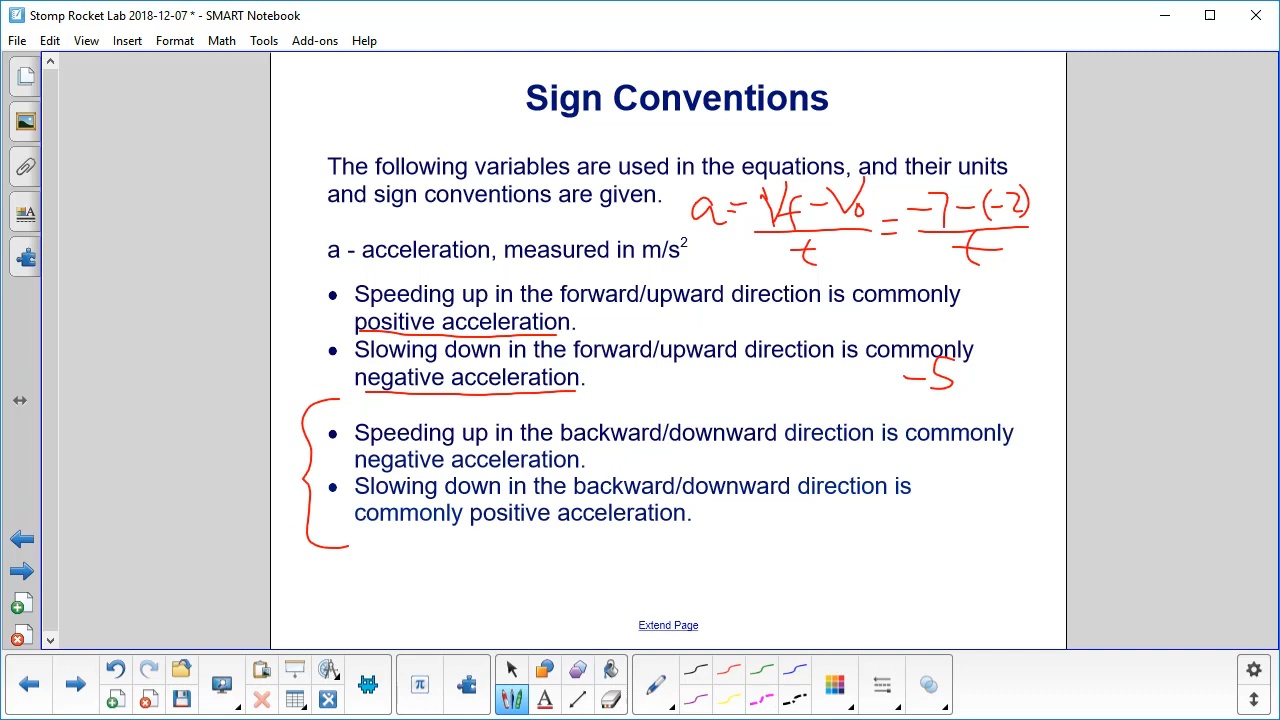 Stomp Rocket Lab 2018-12-07 * - SMART Notebook
File Edit View Insert Format Math Tools Add-ons Help
Sign Conventions
The following variables are used in the equations, and their units
and sign conventions are given.
a = Vf - V0 / t = -7 - (-2) / t
a - acceleration, measured in m/s²
• Speeding up in the forward/upward direction is commonly
positive acceleration.
• Slowing down in the forward/upward direction is commonly
negative acceleration.
-5
• Speeding up in the backward/downward direction is commonly
negative acceleration.
• Slowing down in the backward/downward direction is
commonly positive acceleration.
Extend Page